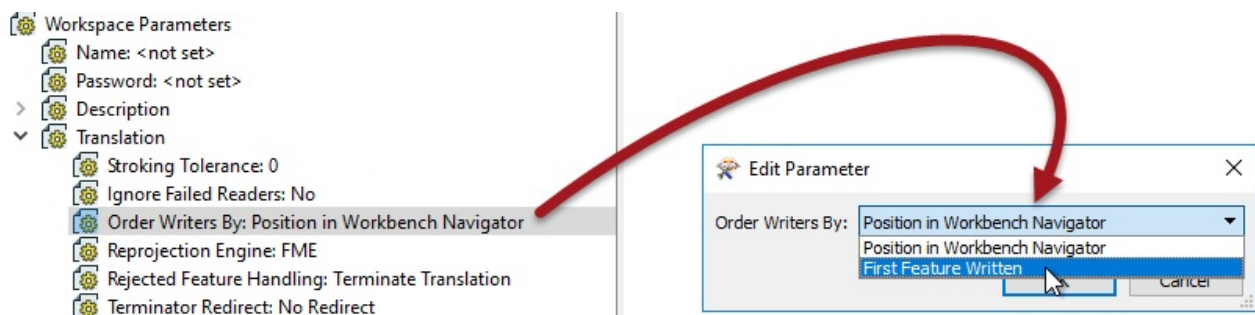 Workspace Parameters
Name: <not set>
Password: <not set>
Description
Translation
Stroking Tolerance: 0
Ignore Failed Readers: No
Order Writers By: Position in Workbench Navigator
Reprojection Engine: FME
Rejected Feature Handling: Terminate Translation
Terminator Redirect: No Redirect
Edit Parameter
Order Writers By: Position in Workbench Navigator
Position in Workbench Navigator
First Feature Written
Cancel